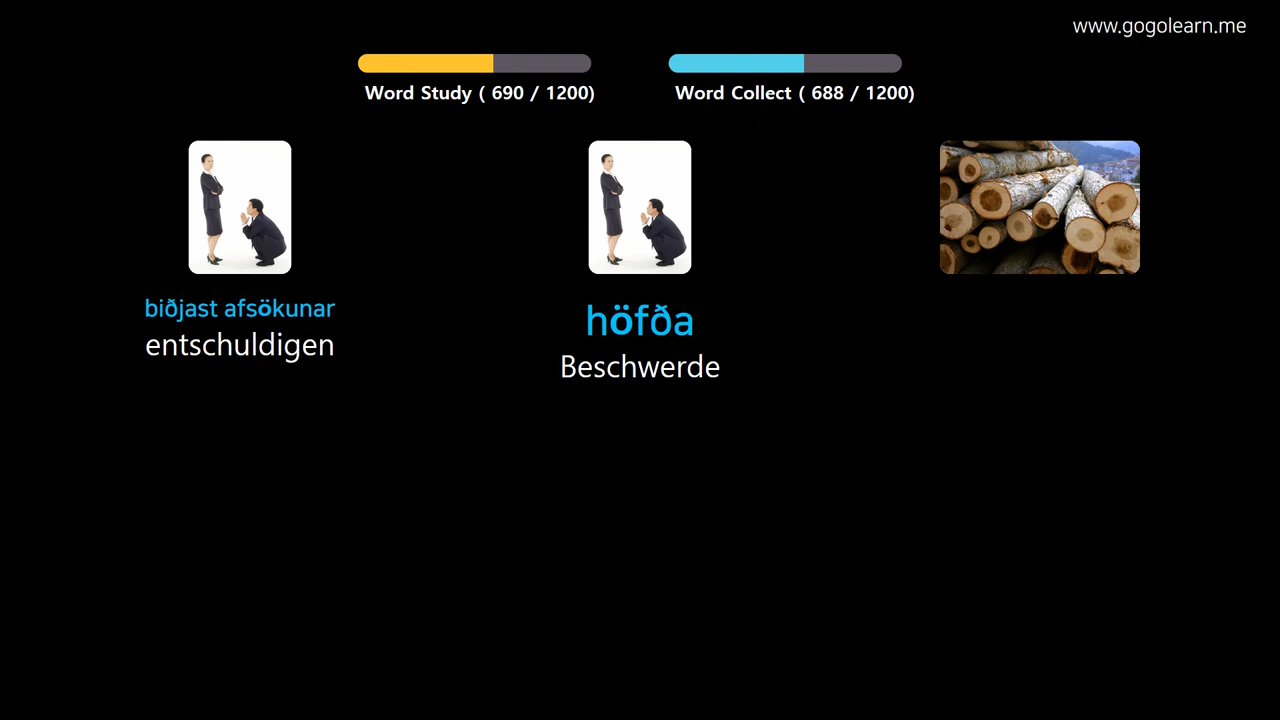 www.gogolearn.me
Word Study ( 690 / 1200)
Word Collect ( 688 / 1200)
biðjast afsökunar
entschuldigen
höfða
Beschwerde